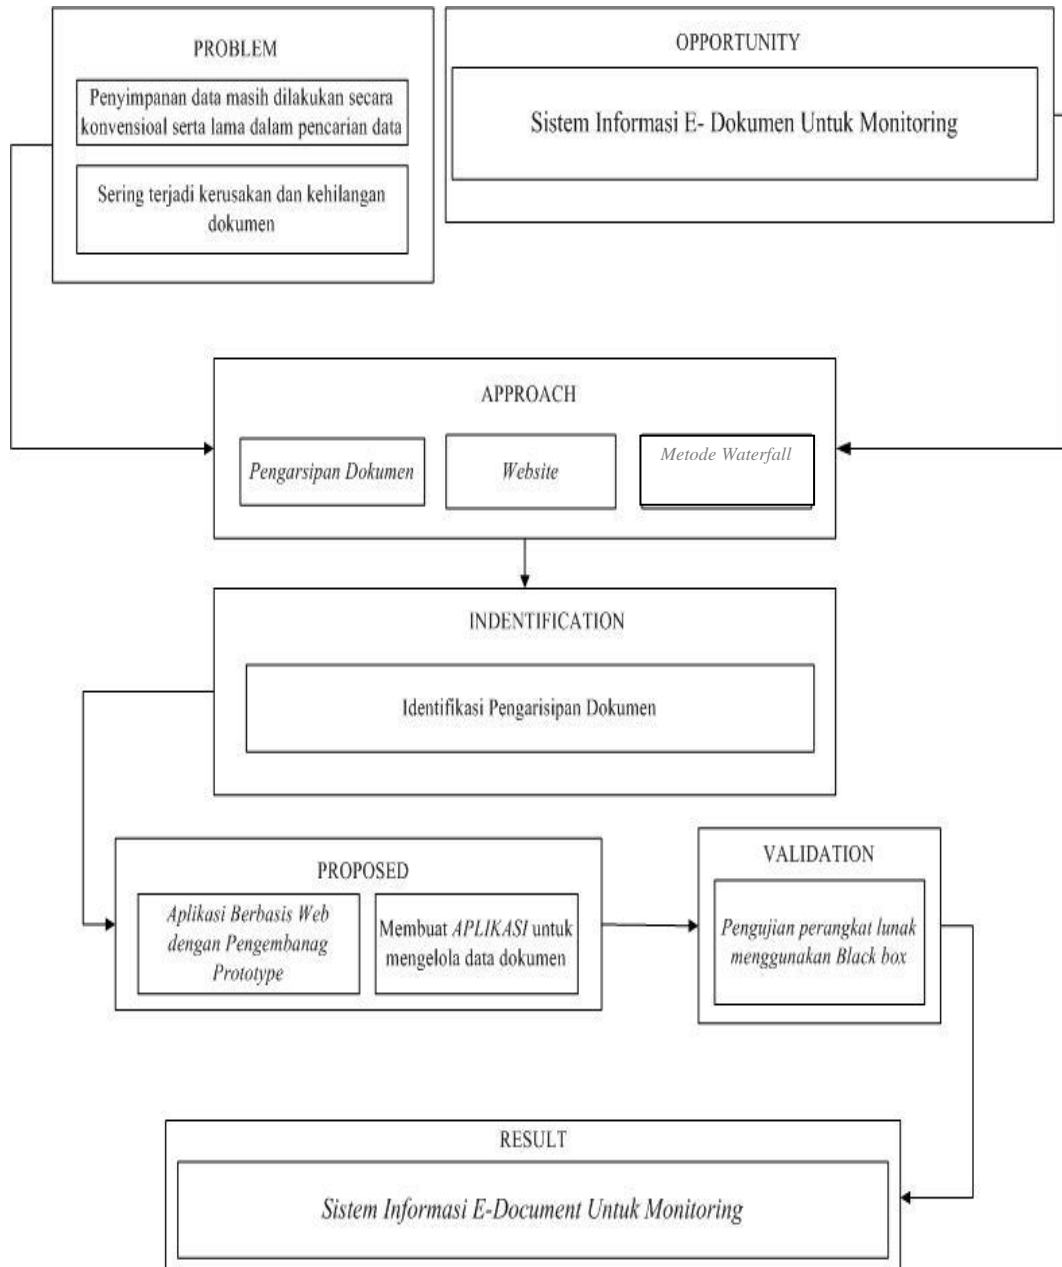 PROBLEM
Penyimpanan data masih dilakukan secara
konvensioal serta lama dalam pencarian data
Sering terjadi kerusakan dan kehilangan
dokumen
OPPORTUNITY
Sistem Informasi E- Dokumen Untuk Monitoring
APPROACH
Pengarsipan Dokumen
Website
Metode Waterfall
INDENTIFICATION
Identifikasi Pengarisipan Dokumen
PROPOSED
Aplikasi Berbasis Web
dengan Pengembanag
Prototype
Membuat APLIKASI untuk
mengelola data dokumen
VALIDATION
Pengujian perangkat lunak
menggunakan Black box
RESULT
Sistem Informasi E-Document Untuk Monitoring